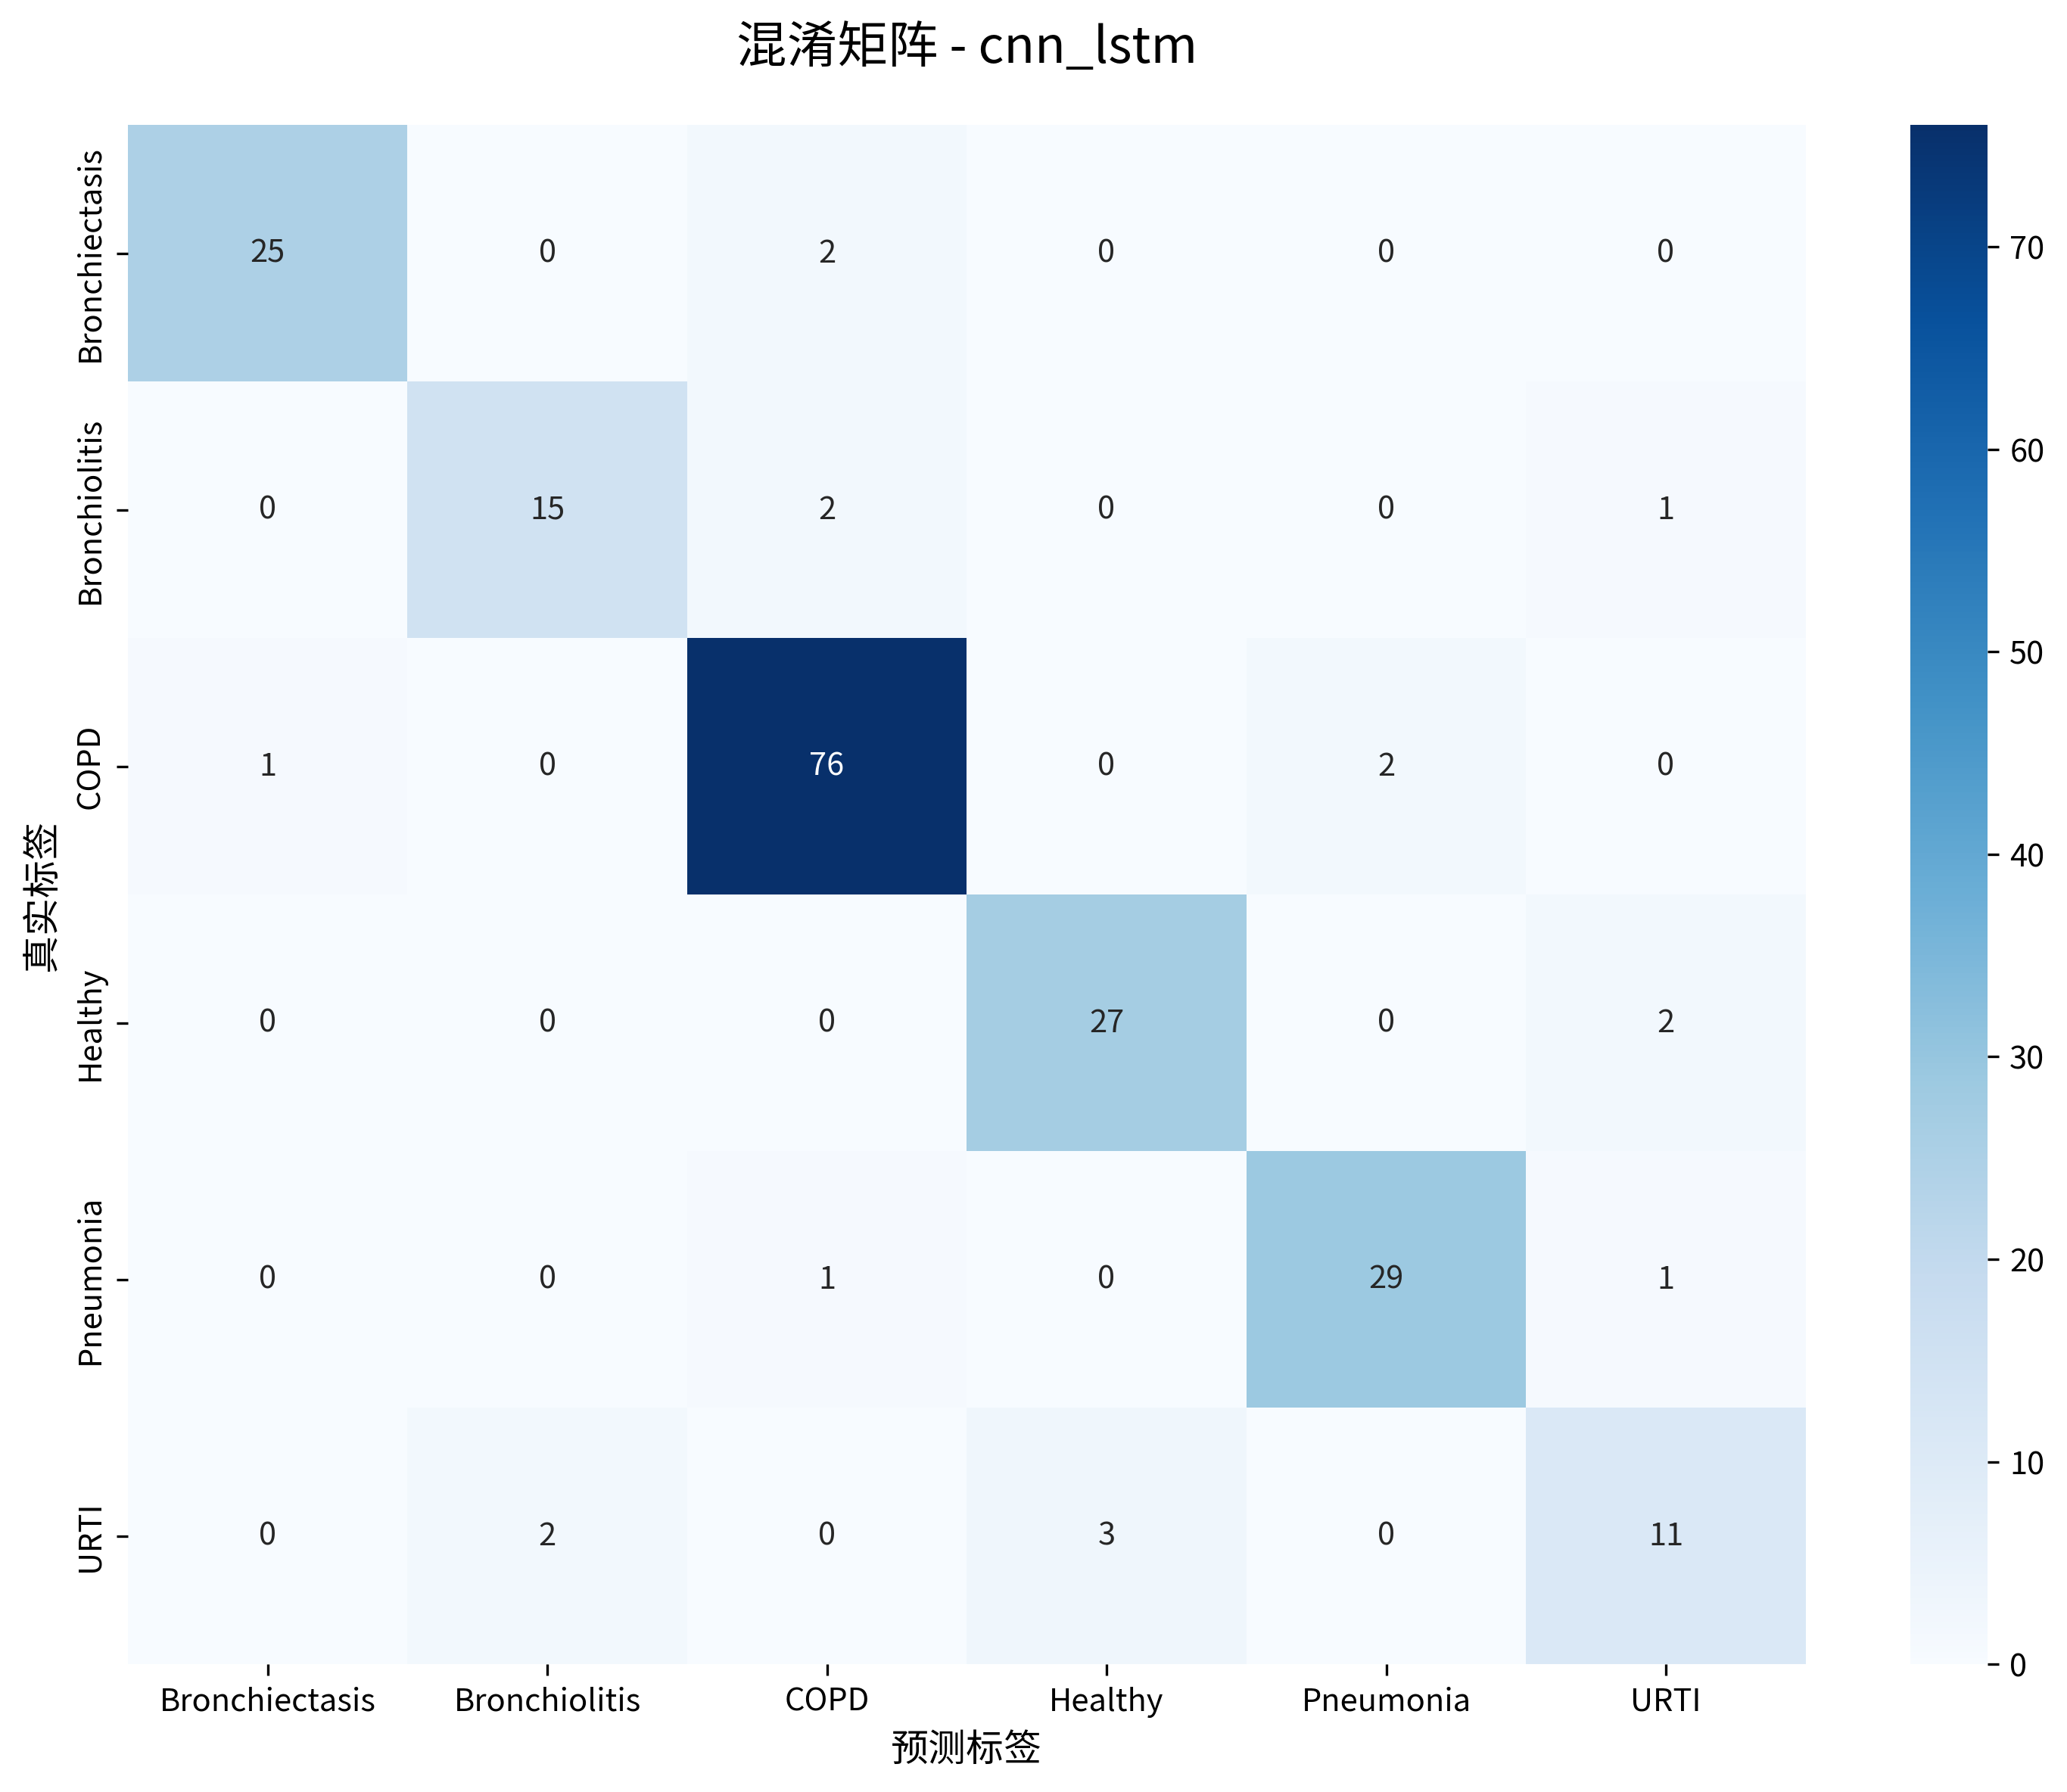 混淆矩阵 - cnn_lstm
真实标签
Bronchiectasis 25 0 2 0 0 0
Bronchiolitis 0 15 2 0 0 1
COPD 1 0 76 0 2 0
Healthy 0 0 0 27 0 2
Pneumonia 0 0 1 0 29 1
URTI 0 2 0 3 0 11
Bronchiectasis Bronchiolitis COPD Healthy Pneumonia URTI
预测标签
70
60
50
40
30
20
10
0